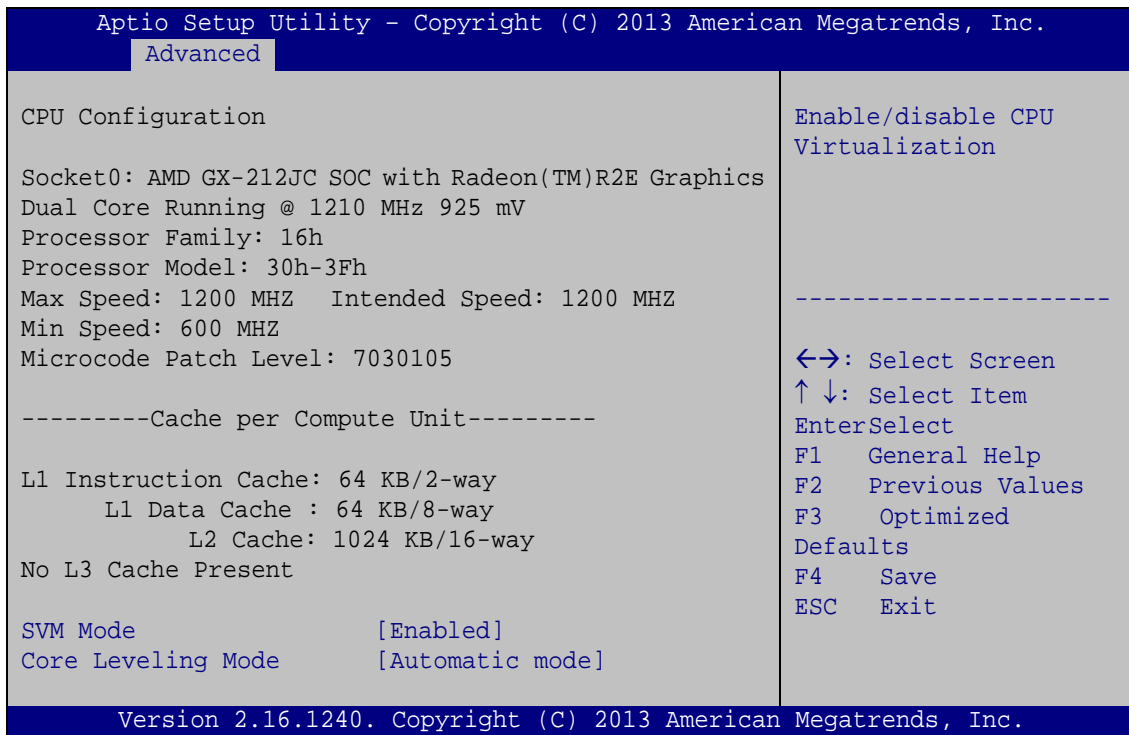 Aptio Setup Utility – Copyright (C) 2013 American Megatrends, Inc.
Advanced
CPU Configuration
Socket0: AMD GX-212JC SOC with Radeon(TM)R2E Graphics
Dual Core Running @ 1210 MHz 925 mV
Processor Family: 16h
Processor Model: 30h-3Fh
Max Speed: 1200 MHZ Intended Speed: 1200 MHZ
Min Speed: 600 MHZ
Microcode Patch Level: 7030105
---------Cache per Compute Unit---------
L1 Instruction Cache: 64 KB/2-way
L1 Data Cache : 64 KB/8-way
L2 Cache: 1024 KB/16-way
No L3 Cache Present
SVM Mode [Enabled]
Core Leveling Mode [Automatic mode]
Enable/disable CPU
Virtualization
----------------------
←→: Select Screen
↑ ↓: Select Item
EnterSelect
F1 General Help
F2 Previous Values
F3 Optimized
Defaults
F4 Save
ESC Exit
Version 2.16.1240. Copyright (C) 2013 American Megatrends, Inc.